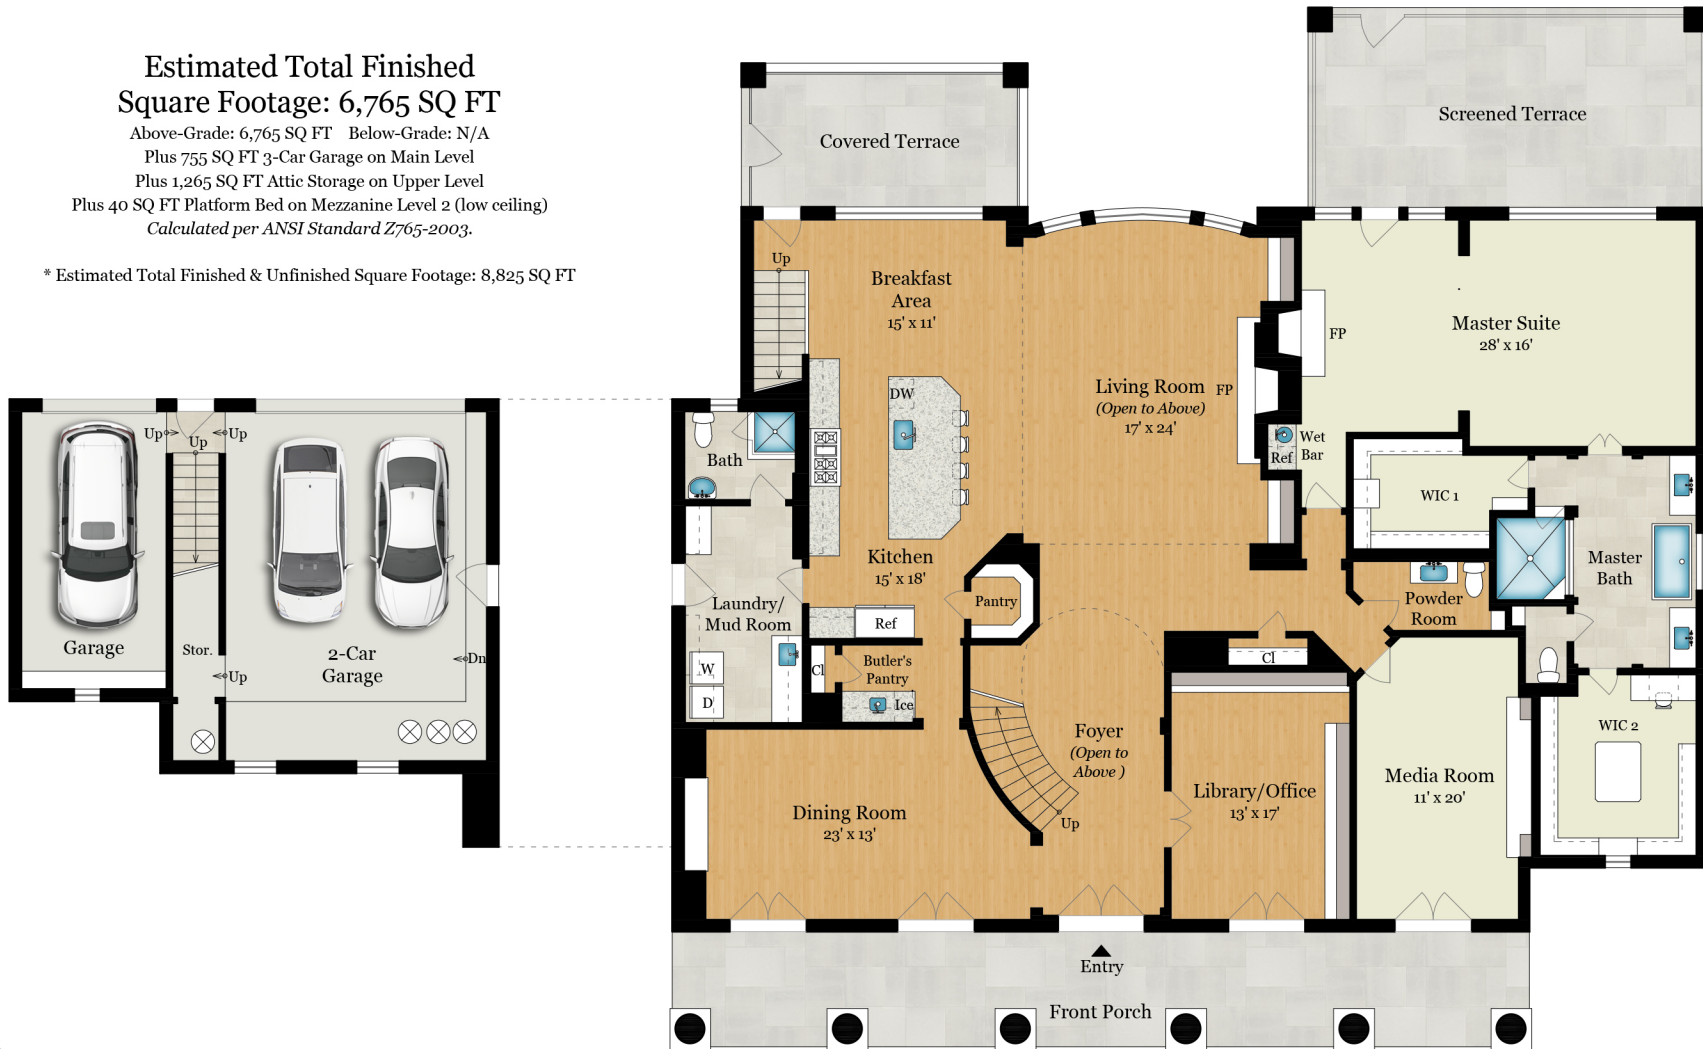 Estimated Total Finished
Square Footage: 6,765 SQ FT
Above-Grade: 6,765 SQ FT Below-Grade: N/A
Plus 755 SQ FT 3-Car Garage on Main Level
Plus 1,265 SQ FT Attic Storage on Upper Level
Plus 40 SQ FT Platform Bed on Mezzanine Level 2 (low ceiling)
Calculated per ANSI Standard Z765-2003.
* Estimated Total Finished & Unfinished Square Footage: 8,825 SQ FT
Covered Terrace
Screened Terrace
Up
Breakfast
Area
15' x 11'
Living Room
(Open to Above)
17' x 24'
FP
FP
Master Suite
28' x 16'
DW
Wet
Bar
Ref
Bath
WIC 1
Kitchen
15' x 18'
Pantry
Laundry/
Mud Room
Ref
Master
Bath
Powder
Room
W
D
Cl
Butler's
Pantry
Ice
Cl
Foyer
(Open to
Above )
Up
Library/Office
13' x 17'
Media Room
11' x 20'
WIC 2
Dining Room
23' x 13'
Up
Up
Up
Garage
Stor.
2-Car
Garage
Dn
Up
Entry
Front Porch